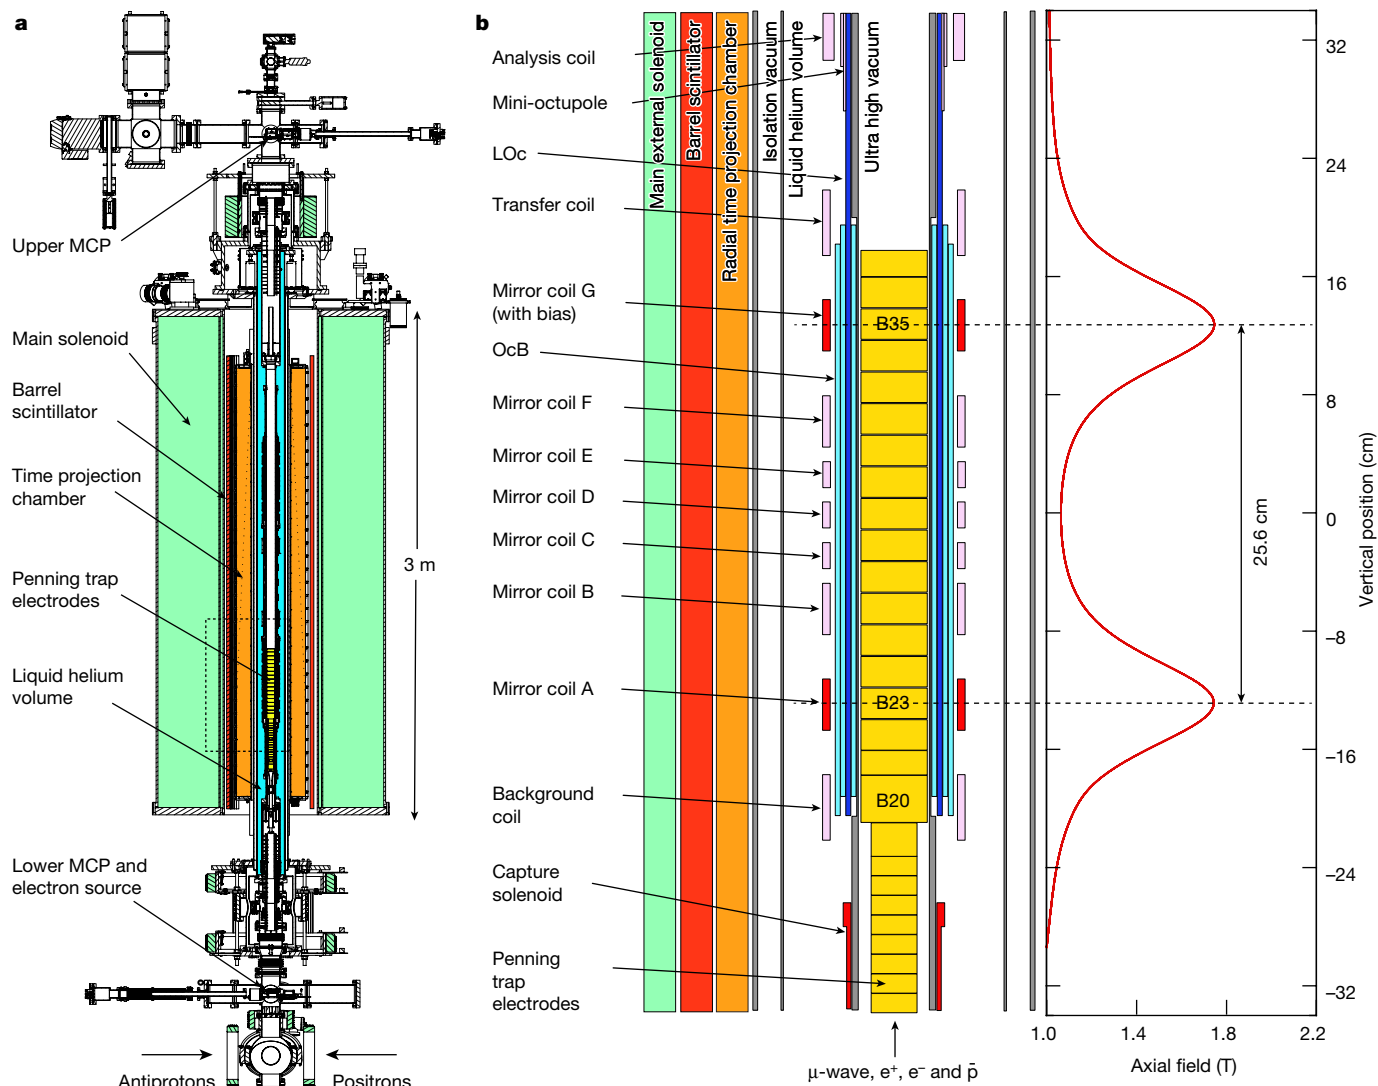 a
Upper MCP
Main solenoid
Barrel
scintillator
Time projection
chamber
Penning trap
electrodes
Liquid helium
volume
Lower MCP and
electron source
3 m
Antiprotons
Positrons
b
Analysis coil
Mini-octupole
LOc
Transfer coil
Mirror coil G
(with bias)
OcB
Mirror coil F
Mirror coil E
Mirror coil D
Mirror coil C
Mirror coil B
Mirror coil A
Background
coil
Capture
solenoid
Penning
trap
electrodes
Main external solenoid
Barrel scintillator
Radial time projection chamber
Isolation vacuum
Liquid helium volume
Ultra high vacuum
B35
B23
B20
μ-wave, e⁺, e⁻ and p̄
25.6 cm
32
24
16
8
0
−8
−16
−24
−32
Vertical position (cm)
1.0
1.4
1.8
2.2
Axial field (T)